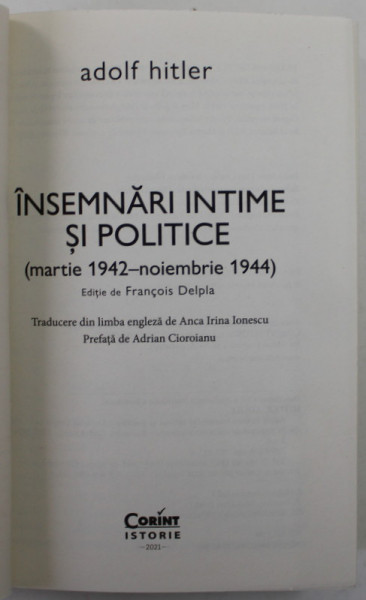 adolf hitler
ÎNSEMNĂRI INTIME
ȘI POLITICE
(martie 1942–noiembrie 1944)
Ediție de François Delpla
Traducere din limba engleză de Anca Irina Ionescu
Prefață de Adrian Cioroianu
CORINT
ISTORIE
—2021—